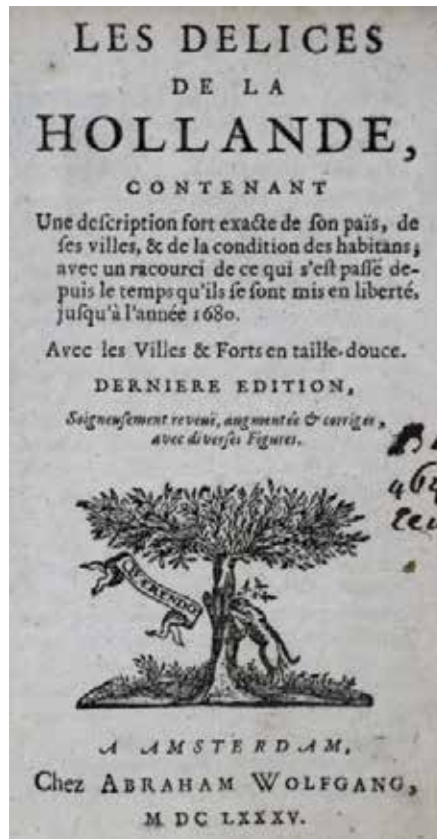 LES DELICES
DE LA
HOLLANDE,
CONTENANT
Une deſcription fort exacte de ſon païs, de
ſes villes, & de la condition des habitans;
avec un racourci de ce qui s'eſt paſſé de-
puis le temps qu'ils ſe ſont mis en liberté,
juſqu'à l'année 1680.
Avec les Villes & Forts en taille-douce.
DERNIERE EDITION,
Soigneuſement reveuë, augmentée & corrigée,
avec diverſes Figures.
QUÆRENDO
A AMSTERDAM,
Chez ABRAHAM WOLFGANG,
M DC LXXXV.